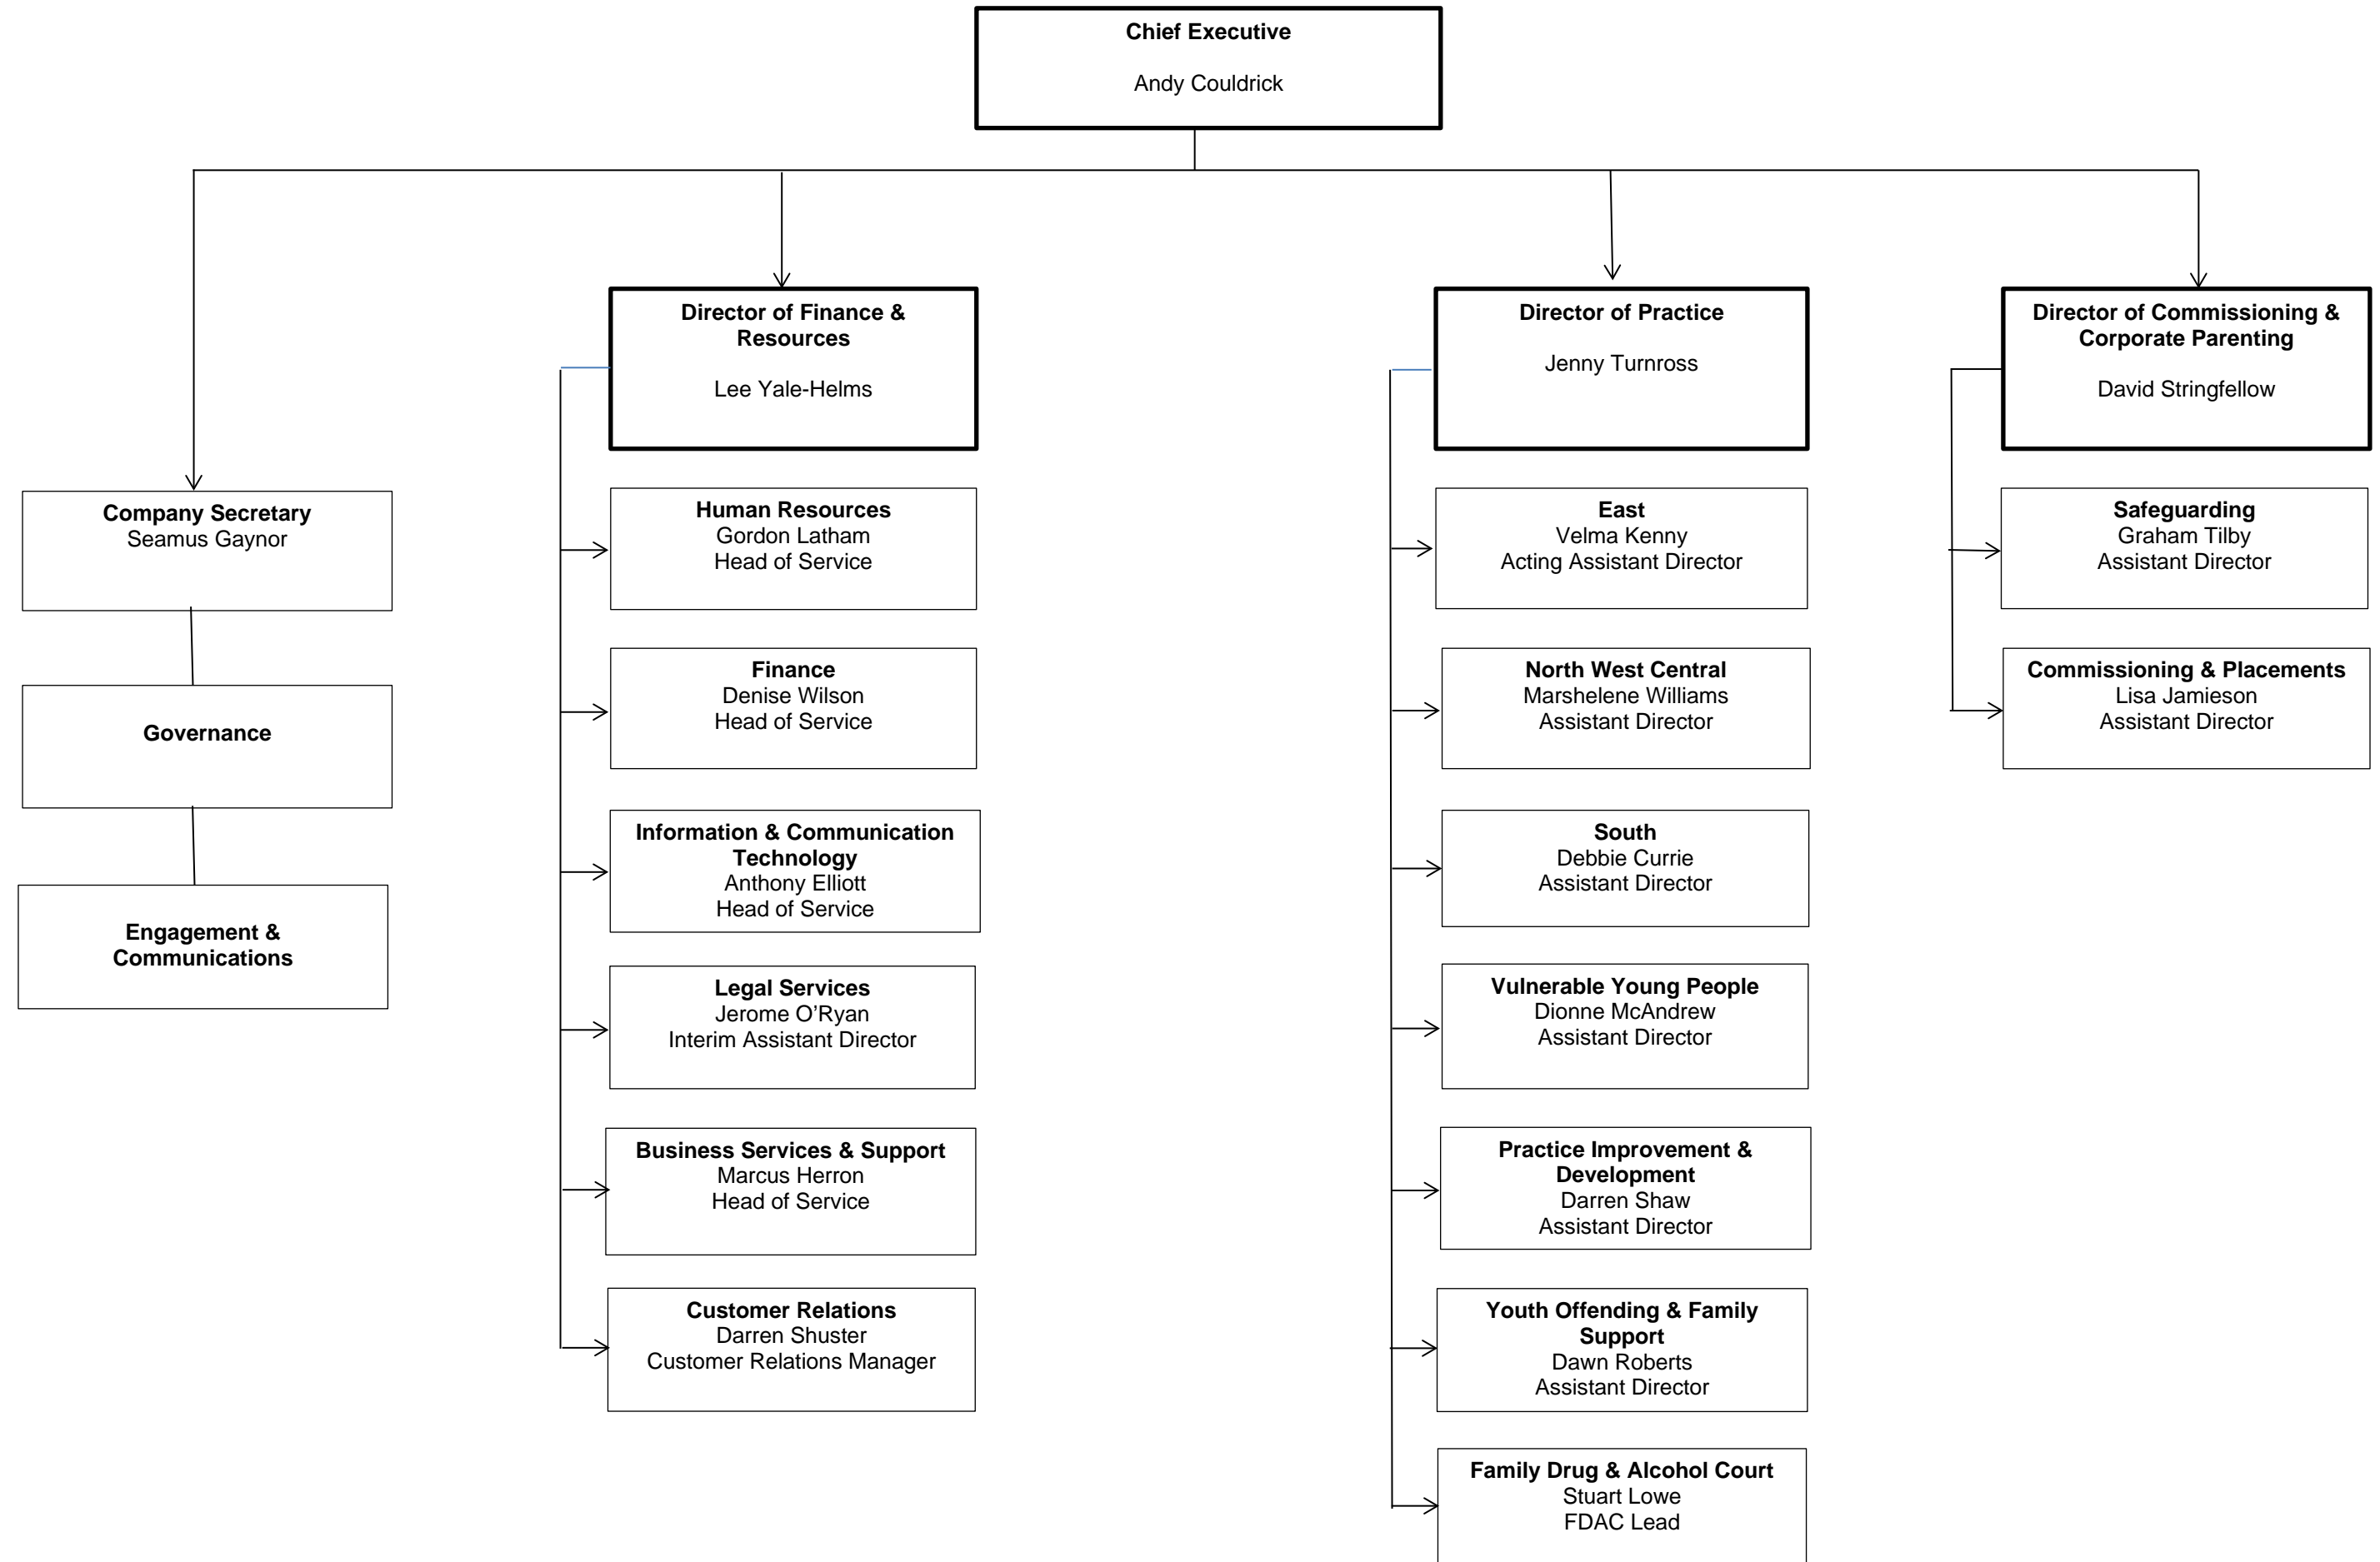 Chief Executive
Andy Couldrick
Company Secretary
Seamus Gaynor
Governance
Engagement &
Communications
Director of Finance &
Resources
Lee Yale-Helms
Human Resources
Gordon Latham
Head of Service
Finance
Denise Wilson
Head of Service
Information & Communication
Technology
Anthony Elliott
Head of Service
Legal Services
Jerome O’Ryan
Interim Assistant Director
Business Services & Support
Marcus Herron
Head of Service
Customer Relations
Darren Shuster
Customer Relations Manager
Director of Practice
Jenny Turnross
East
Velma Kenny
Acting Assistant Director
North West Central
Marshelene Williams
Assistant Director
South
Debbie Currie
Assistant Director
Vulnerable Young People
Dionne McAndrew
Assistant Director
Practice Improvement &
Development
Darren Shaw
Assistant Director
Youth Offending & Family
Support
Dawn Roberts
Assistant Director
Family Drug & Alcohol Court
Stuart Lowe
FDAC Lead
Director of Commissioning &
Corporate Parenting
David Stringfellow
Safeguarding
Graham Tilby
Assistant Director
Commissioning & Placements
Lisa Jamieson
Assistant Director